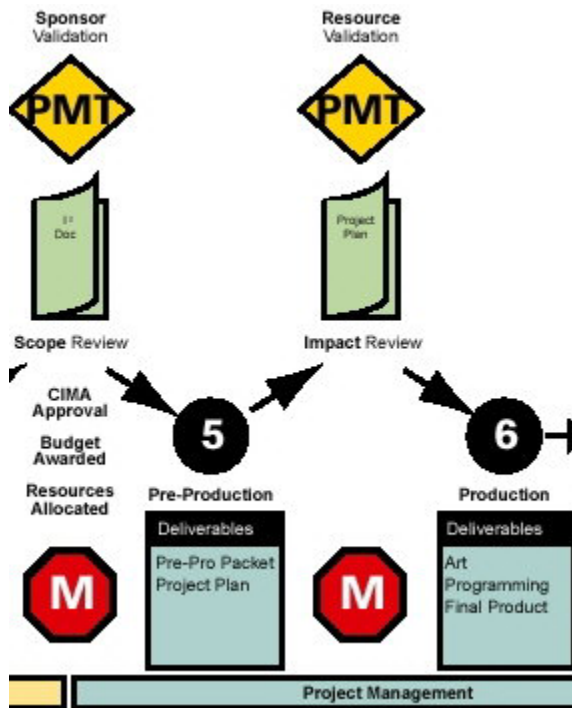 Sponsor
Validation
PMT
Doc
Scope Review
CIMA
Approval
Budget
Awarded
Resources
Allocated
M
5
Pre-Production
Deliverables
Pre-Pro Packet
Project Plan
Resource
Validation
PMT
Project
Plan
Impact Review
M
6
Production
Deliverables
Art
Programming
Final Product
Project Management